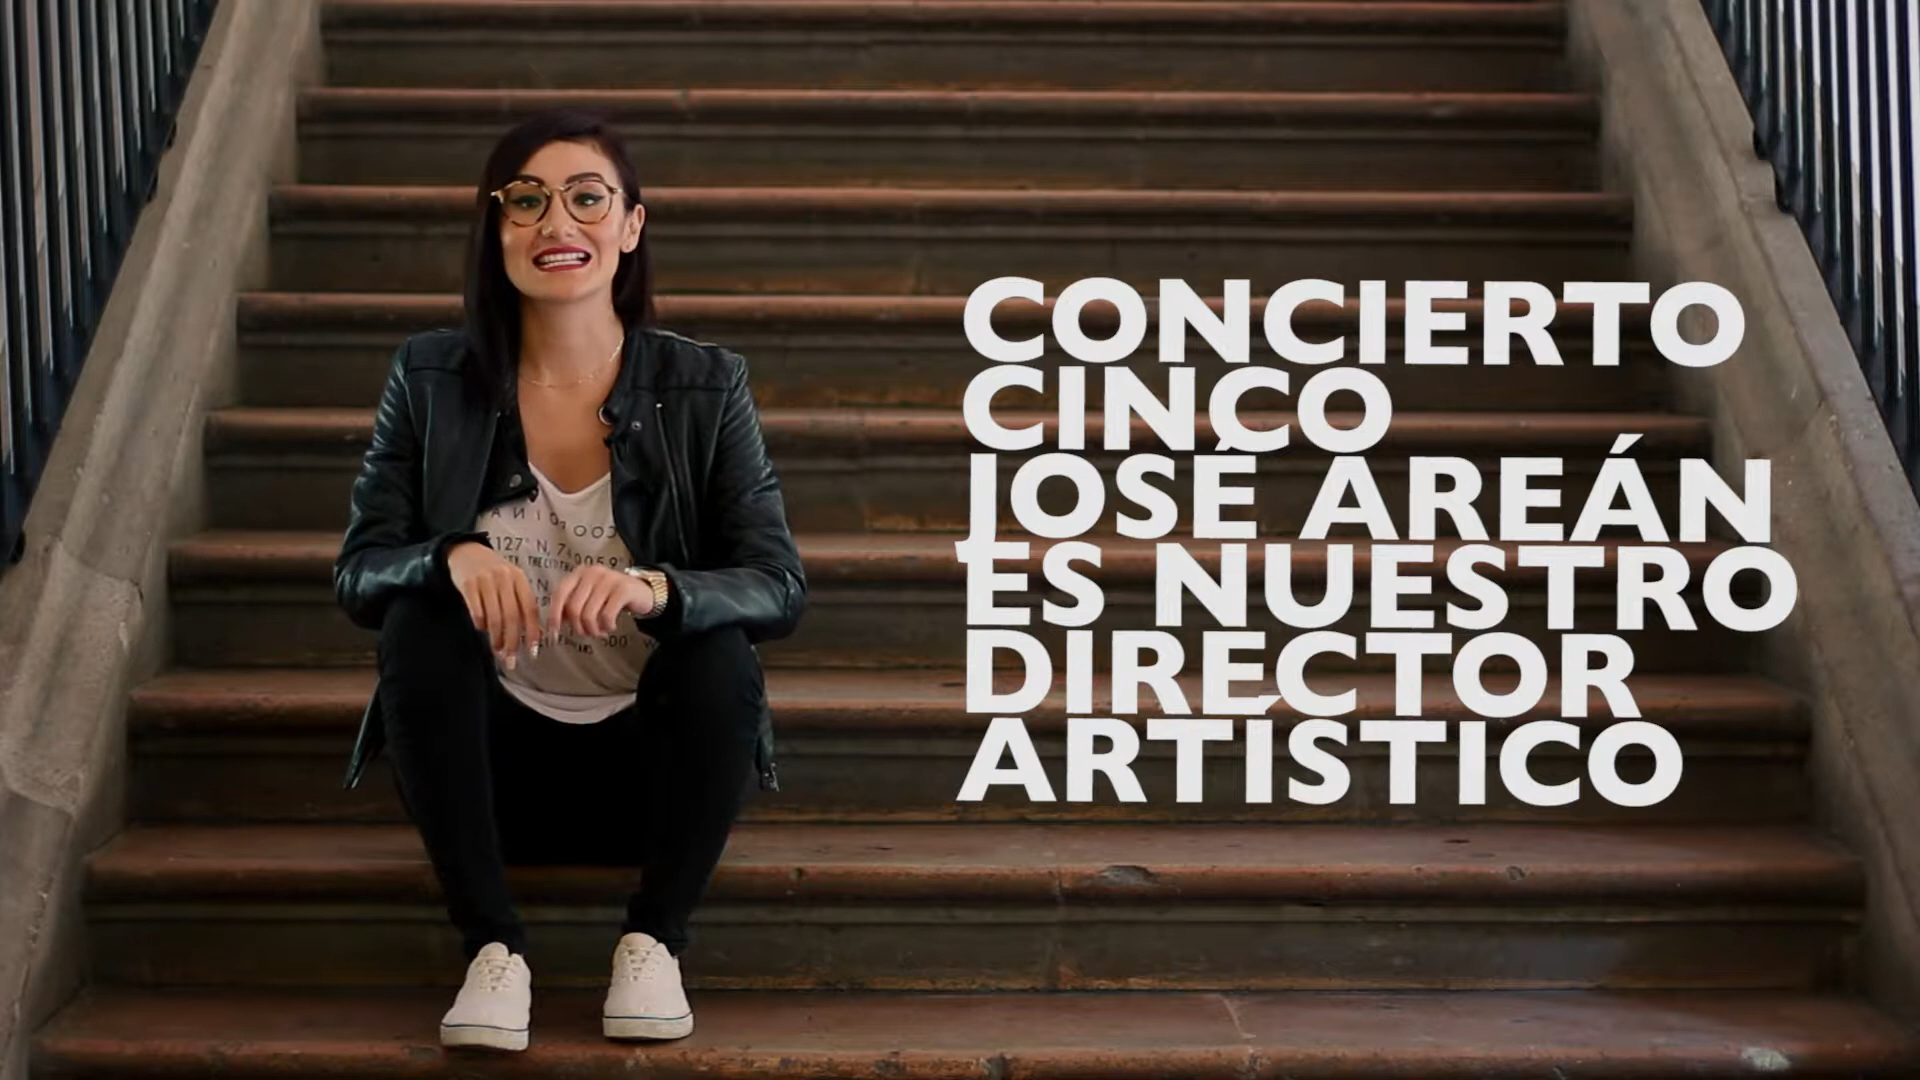 CONCIERTO
CINCO
JOSÉ AREÁN
ES NUESTRO
DIRECTOR
ARTÍSTICO